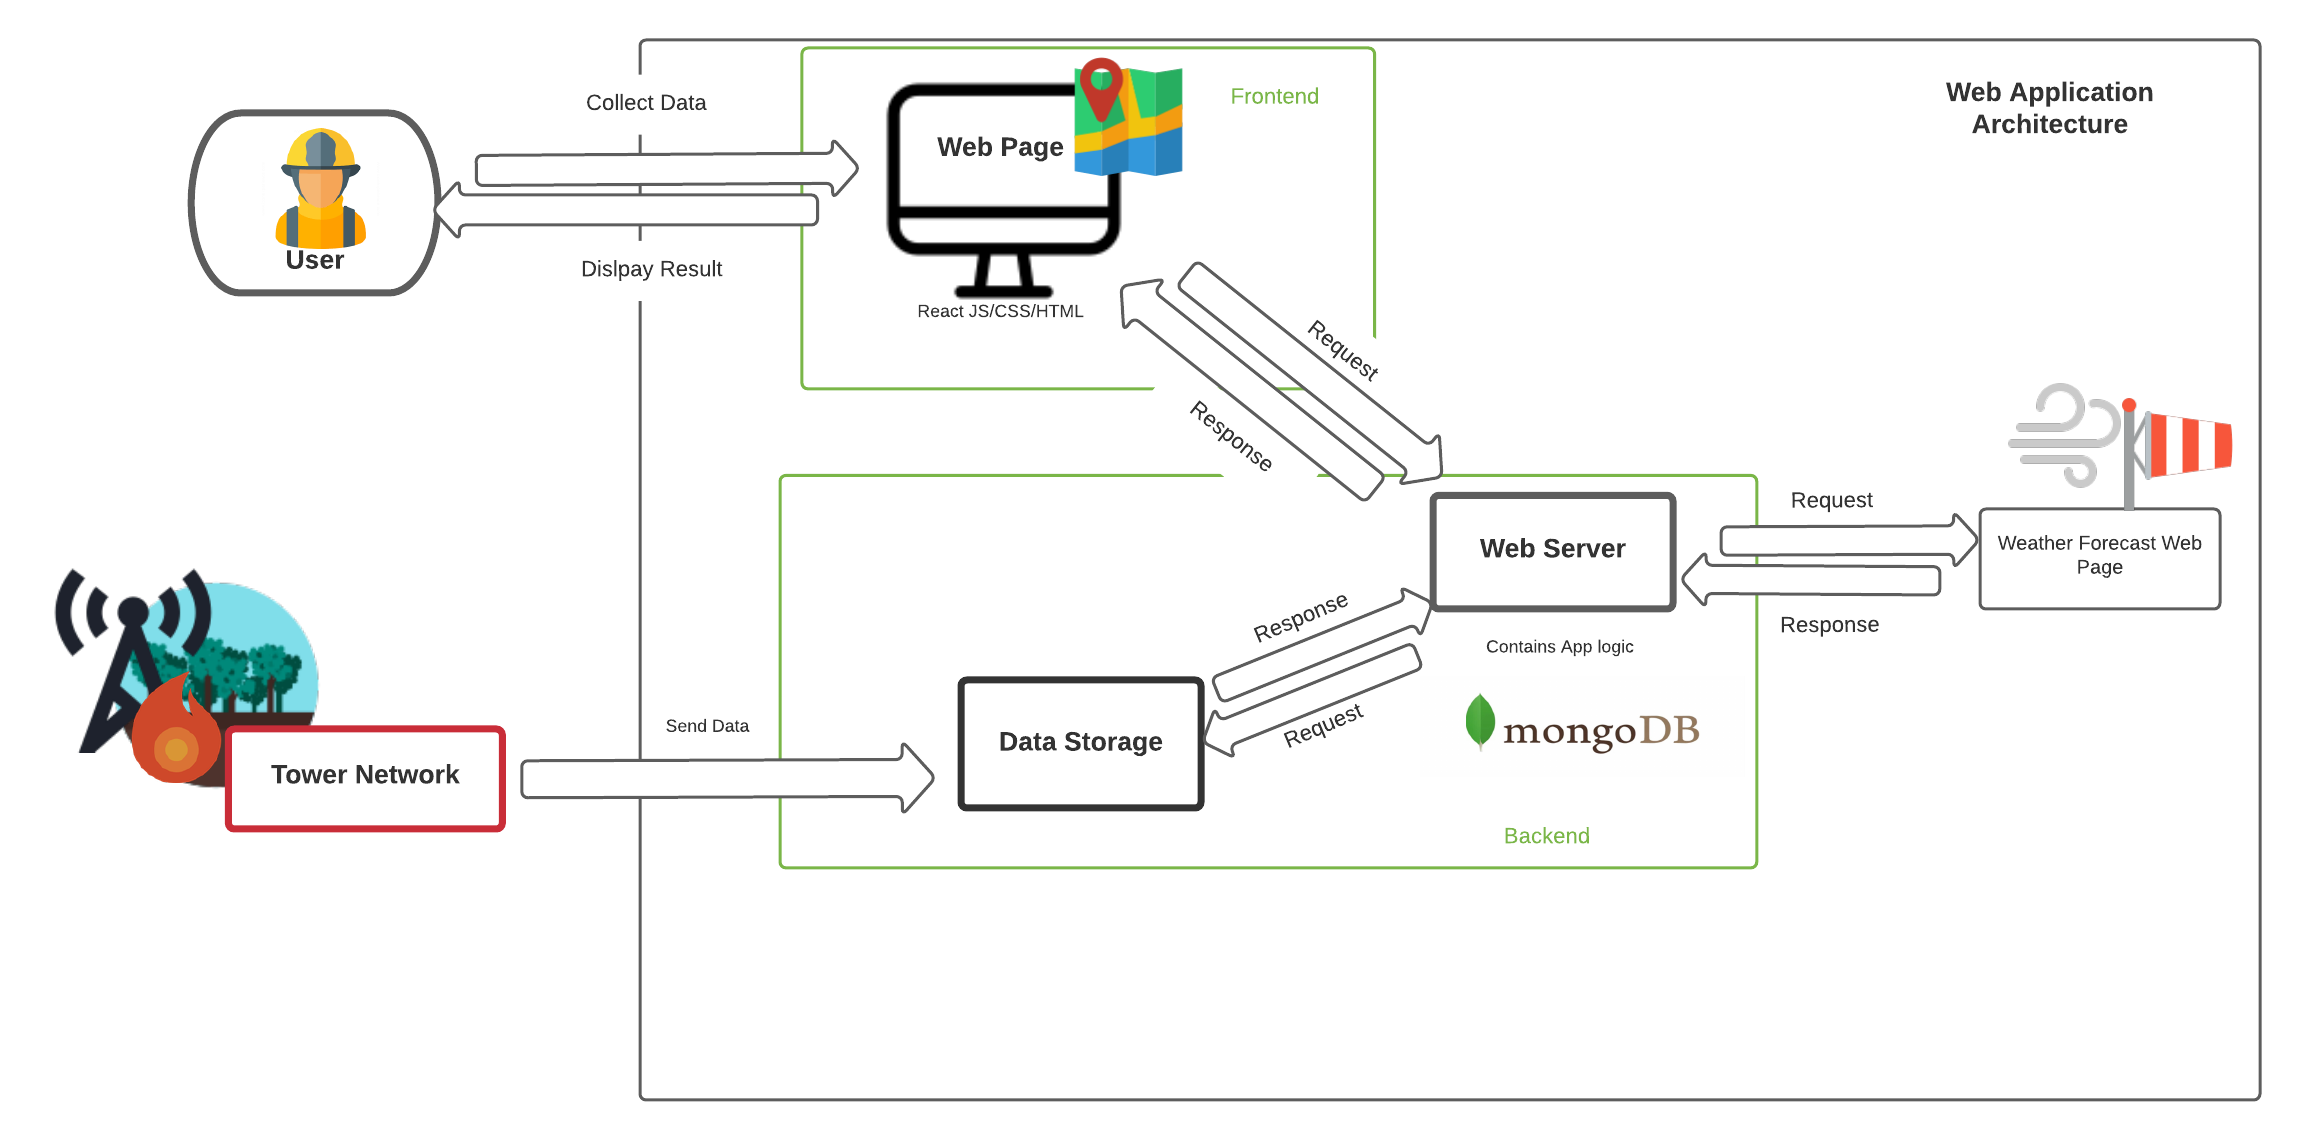 Web Application
Architecture
Frontend
Collect Data
Web Page
User
Dislpay Result
React JS/CSS/HTML
Request
Response
Request
Weather Forecast Web
Page
Response
Web Server
Contains App logic
Response
Request
mongoDB
Data Storage
Send Data
Tower Network
Backend